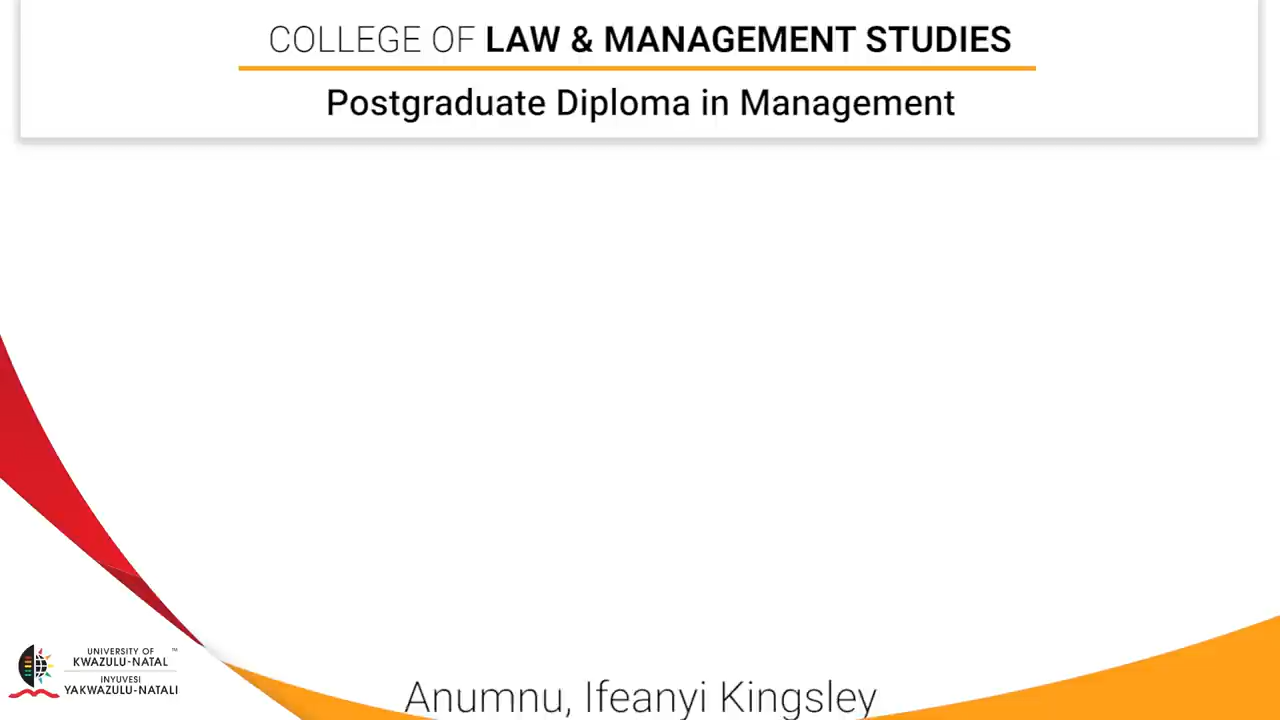 COLLEGE OF LAW & MANAGEMENT STUDIES
Postgraduate Diploma in Management
UNIVERSITY OF ™
KWAZULU-NATAL
INYUVESI
YAKWAZULU-NATALI
Anumnu, Ifeanyi Kingsley